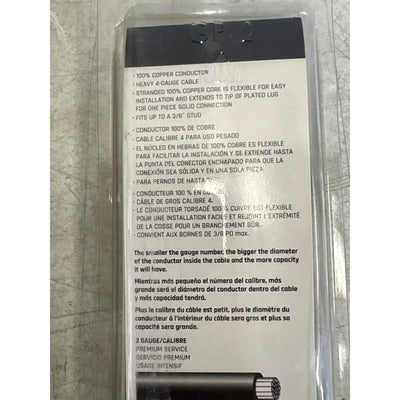 • 100% COPPER CONDUCTOR
• HEAVY 4-GAUGE CABLE
• STRANDED 100% COPPER CORE IS FLEXIBLE FOR EASY
INSTALLATION AND EXTENDS TO TIP OF PLATED LUG
FOR ONE PIECE SOLID CONNECTION
• FITS UP TO A 3/8" STUD
• CONDUCTOR 100% DE COBRE
• CABLE CALIBRE 4 PARA USO PESADO
• EL NÚCLEO EN HEBRAS DE 100% COBRE ES FLEXIBLE
PARA FACILITAR LA INSTALACIÓN Y SE EXTIENDE HASTA
LA PUNTA DEL CONECTOR ENCHAPADO PARA QUE LA
CONEXIÓN SEA SÓLIDA Y EN UNA SOLA PIEZA
• PARA PERNOS DE HASTA
• CONDUCTEUR 100 % EN
• CÂBLE DE GROS CALIBRE 4
• LE CONDUCTEUR TORSADÉ 100 % CUIVRE EST FLEXIBLE
POUR UNE INSTALLATION FACILE ET REJOINT L'EXTRÉMITÉ
DE LA COSSE POUR UN BRANCHEMENT SÛR.
• CONVIENT AUX BORNES DE 3/8 PO max.
The smaller the gauge number, the bigger the diameter
of the conductor inside the cable and the more capacity
it will have.
Mientras más pequeño el número del calibre, más
grande será el diámetro del conductor dentro del cable
y más capacidad tendrá.
Plus le calibre du câble est petit, plus le diamètre du
conducteur à l'intérieur du câble sera gros et plus sa
capacité sera grande.
2 GAUGE/CALIBRE
PREMIUM SERVICE
SERVICIO PREMIUM
USAGE INTENSIF